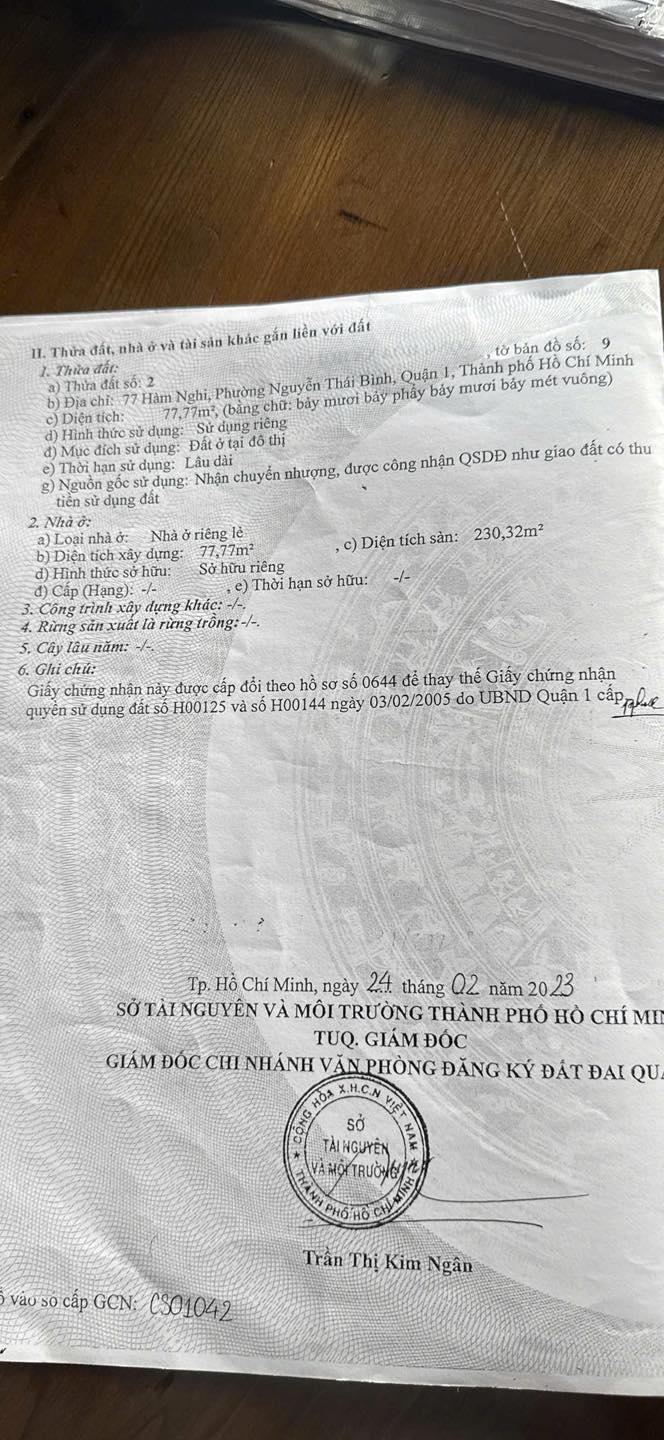 II. Thửa đất, nhà ở và tài sản khác gắn liền với đất
1. Thửa đất:
a) Thửa đất số: 2 , tờ bản đồ số: 9
b) Địa chỉ: 77 Hàm Nghi, Phường Nguyễn Thái Bình, Quận 1, Thành phố Hồ Chí Minh
c) Diện tích: 77,77m², (bằng chữ: bảy mươi bảy phẩy bảy mươi bảy mét vuông)
d) Hình thức sử dụng: Sử dụng riêng
đ) Mục đích sử dụng: Đất ở tại đô thị
e) Thời hạn sử dụng: Lâu dài
g) Nguồn gốc sử dụng: Nhận chuyển nhượng, được công nhận QSDĐ như giao đất có thu
tiền sử dụng đất
2. Nhà ở:
a) Loại nhà ở: Nhà ở riêng lẻ
b) Diện tích xây dựng: 77,77m² , c) Diện tích sàn: 230,32m²
d) Hình thức sở hữu: Sở hữu riêng
đ) Cấp (Hạng): -/- , e) Thời hạn sở hữu: -/-
3. Công trình xây dựng khác: -/-.
4. Rừng sản xuất là rừng trồng: -/-.
5. Cây lâu năm: -/-.
6. Ghi chú:
Giấy chứng nhận này được cấp đổi theo hồ sơ số 0644 để thay thế Giấy chứng nhận
quyền sử dụng đất số H00125 và số H00144 ngày 03/02/2005 do UBND Quận 1 cấp
Tp. Hồ Chí Minh, ngày 24 tháng 02 năm 2023
SỞ TÀI NGUYÊN VÀ MÔI TRƯỜNG THÀNH PHỐ HỒ CHÍ MIN
TUQ. GIÁM ĐỐC
GIÁM ĐỐC CHI NHÁNH VĂN PHÒNG ĐĂNG KÝ ĐẤT ĐAI QUẬ
CỘNG HÒA X.H.C.N VIỆT NAM
SỞ
TÀI NGUYÊN
VÀ MÔI TRƯỜNG
THÀNH PHỐ HỒ CHÍ MINH
Trần Thị Kim Ngân
ố vào sổ cấp GCN: CS01042